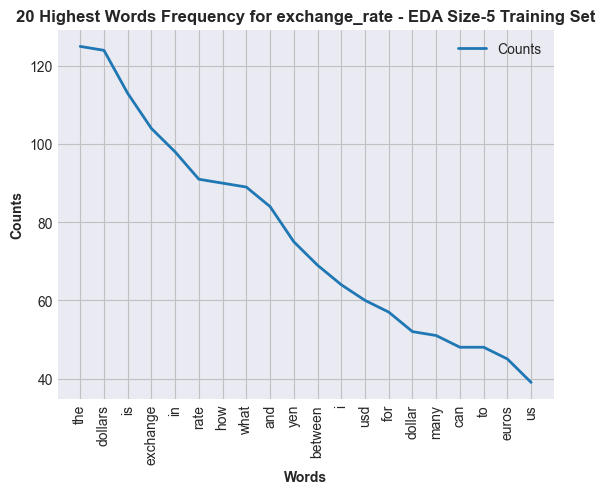 20 Highest Words Frequency for exchange_rate - EDA Size-5 Training Set
Counts
120
100
80
60
40
Counts
the
dollars
is
exchange
in
rate
how
what
and
yen
between
i
usd
for
dollar
many
can
to
euros
us
Words